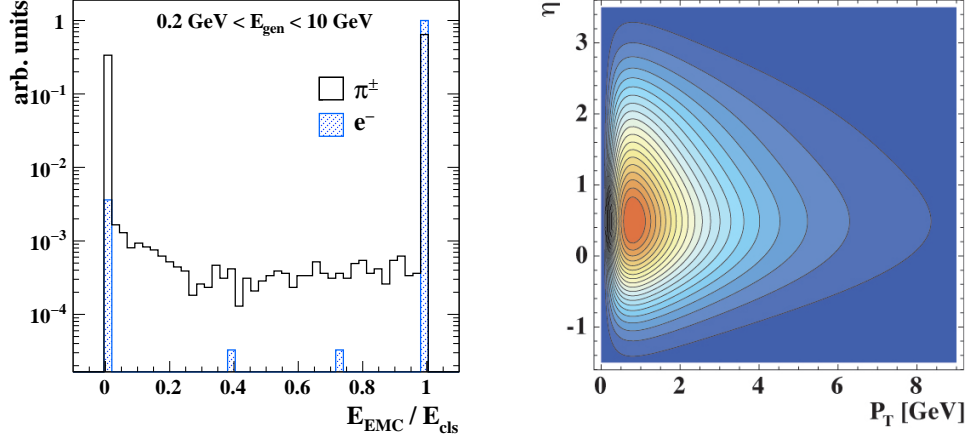 0.2 GeV < E_gen < 10 GeV
arb. units
1
10⁻¹
10⁻²
10⁻³
10⁻⁴
π±
e⁻
0 0.2 0.4 0.6 0.8 1
E_EMC / E_cls
η
3
2
1
0
-1
0 2 4 6 8
P_T [GeV]